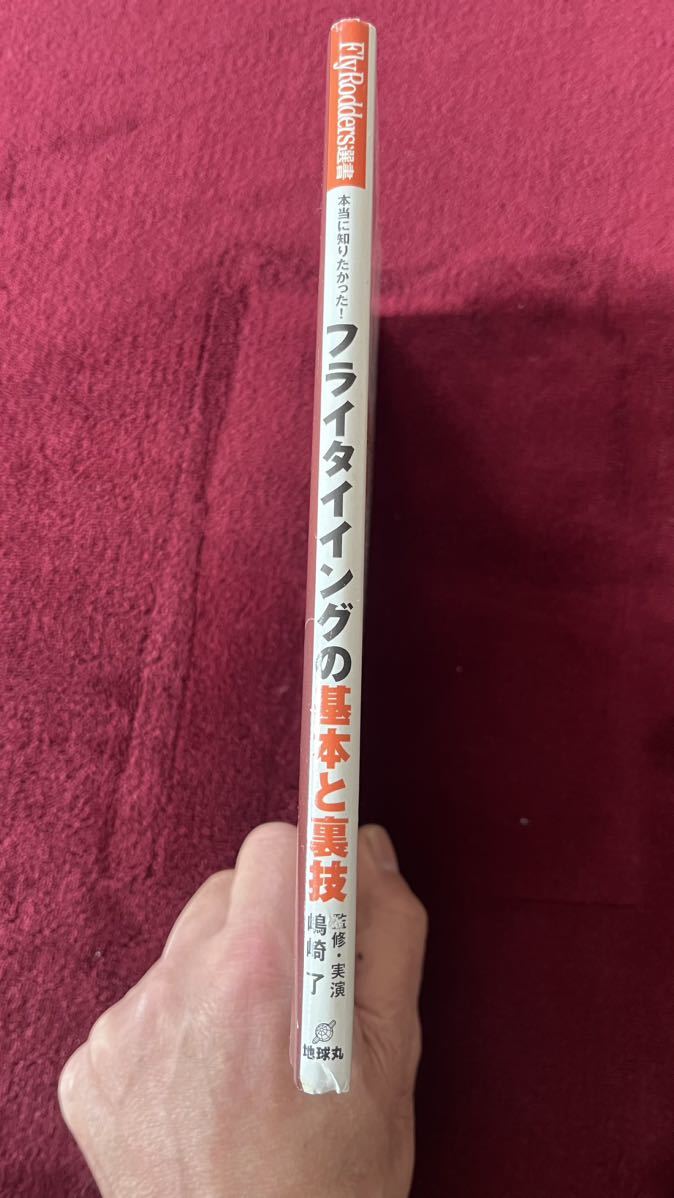 FlyRodders選書
本当に知りたかった！
フライタイイングの基本と裏技
監修・実演
嶋崎 了
地球丸